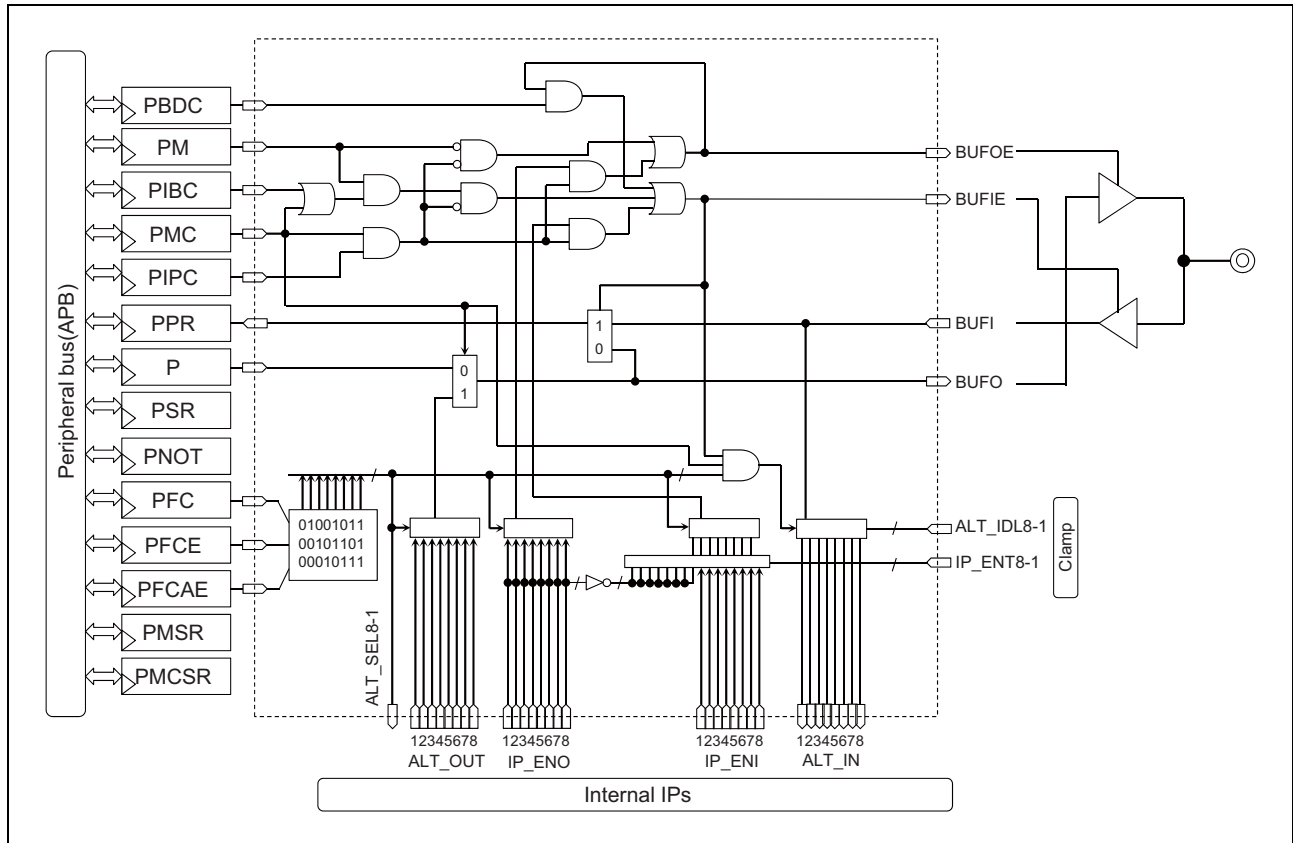 Peripheral bus(APB)
PBDC
PM
PIBC
PMC
PIPC
PPR
P
PSR
PNOT
PFC
PFCE
PFCAE
PMSR
PMCSR
BUFOE
BUFIE
1
0
BUFI
0
1
BUFO
01001011
00101101
00010111
ALT_IDL8-1
IP_ENT8-1
Clamp
ALT_SEL8-1
12345678
ALT_OUT
12345678
IP_ENO
12345678
IP_ENI
12345678
ALT_IN
Internal IPs